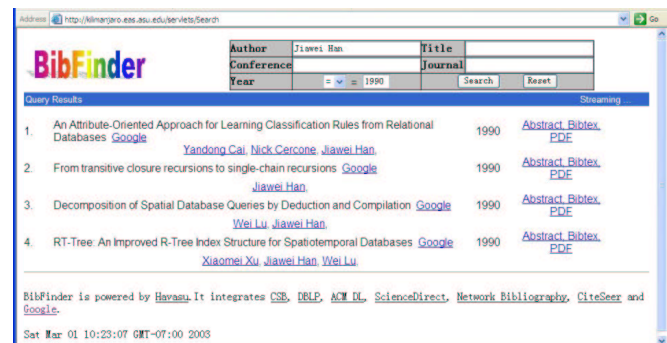 Address http://kilimanjaro.eas.asu.edu/servlets/Search Go
BibFinder
Author Jiawei Han Title
Conference Journal
Year = = 1990 Search Reset
Query Results Streaming ...
1. An Attribute-Oriented Approach for Learning Classification Rules from Relational
Databases Google 1990 Abstract, Bibtex,
PDF
Yandong Cai, Nick Cercone, Jiawei Han,
2. From transitive closure recursions to single-chain recursions Google 1990 Abstract, Bibtex,
PDF
Jiawei Han,
3. Decomposition of Spatial Database Queries by Deduction and Compilation Google 1990 Abstract, Bibtex,
PDF
Wei Lu, Jiawei Han,
4. RT-Tree: An Improved R-Tree Index Structure for Spatiotemporal Databases Google 1990 Abstract, Bibtex,
PDF
Xiaomei Xu, Jiawei Han, Wei Lu,
BibFinder is powered by Havasu. It integrates CSB, DBLP, ACM DL, ScienceDirect, Network Bibliography, CiteSeer and
Google.
Sat Mar 01 10:23:07 GMT-07:00 2003